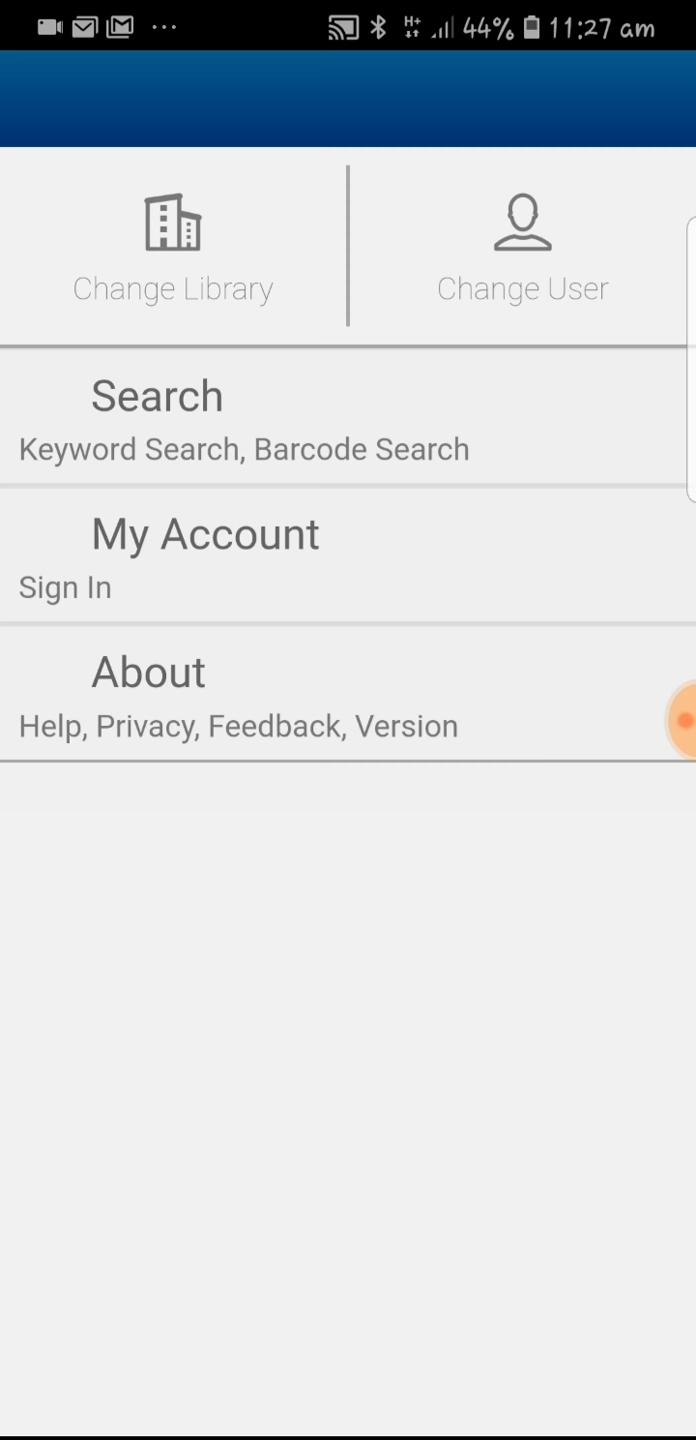 H+ 44% 11:27 am
Change Library
Change User
Search
Keyword Search, Barcode Search
My Account
Sign In
About
Help, Privacy, Feedback, Version